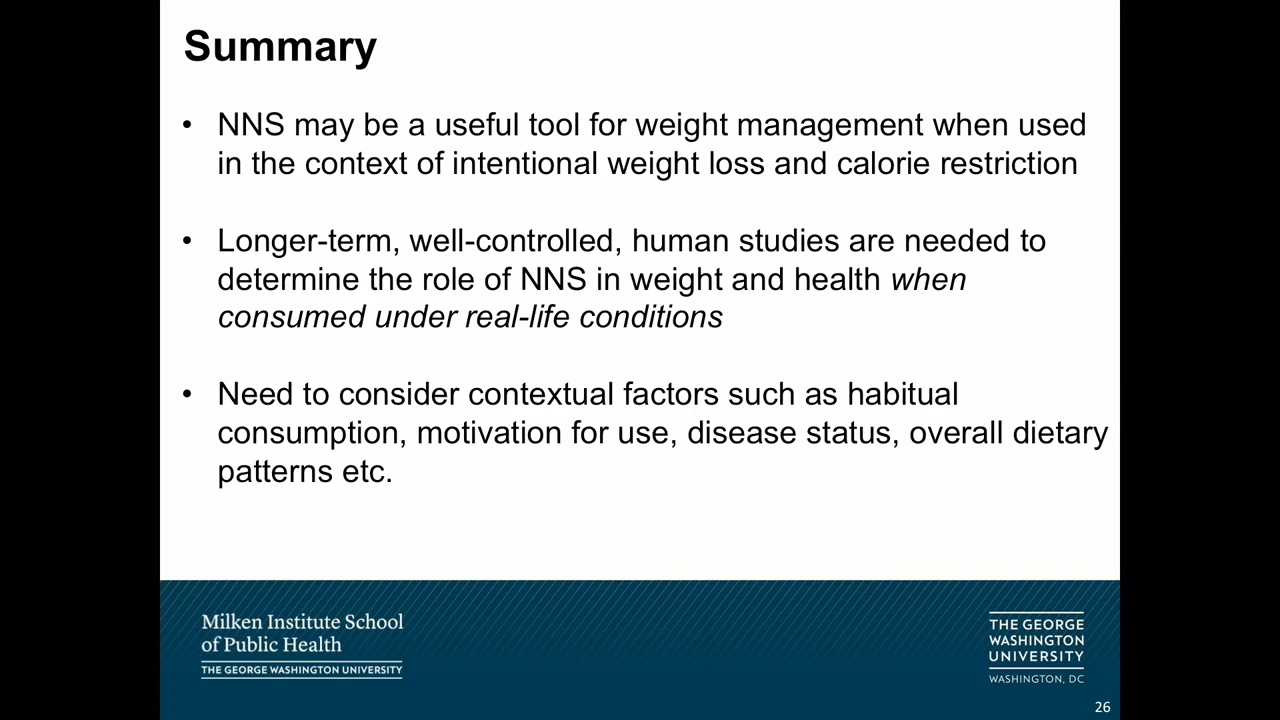 Summary
• NNS may be a useful tool for weight management when used
in the context of intentional weight loss and calorie restriction
• Longer-term, well-controlled, human studies are needed to
determine the role of NNS in weight and health when
consumed under real-life conditions
• Need to consider contextual factors such as habitual
consumption, motivation for use, disease status, overall dietary
patterns etc.
Milken Institute School
of Public Health
THE GEORGE WASHINGTON UNIVERSITY
THE GEORGE
WASHINGTON
UNIVERSITY
WASHINGTON, DC
26